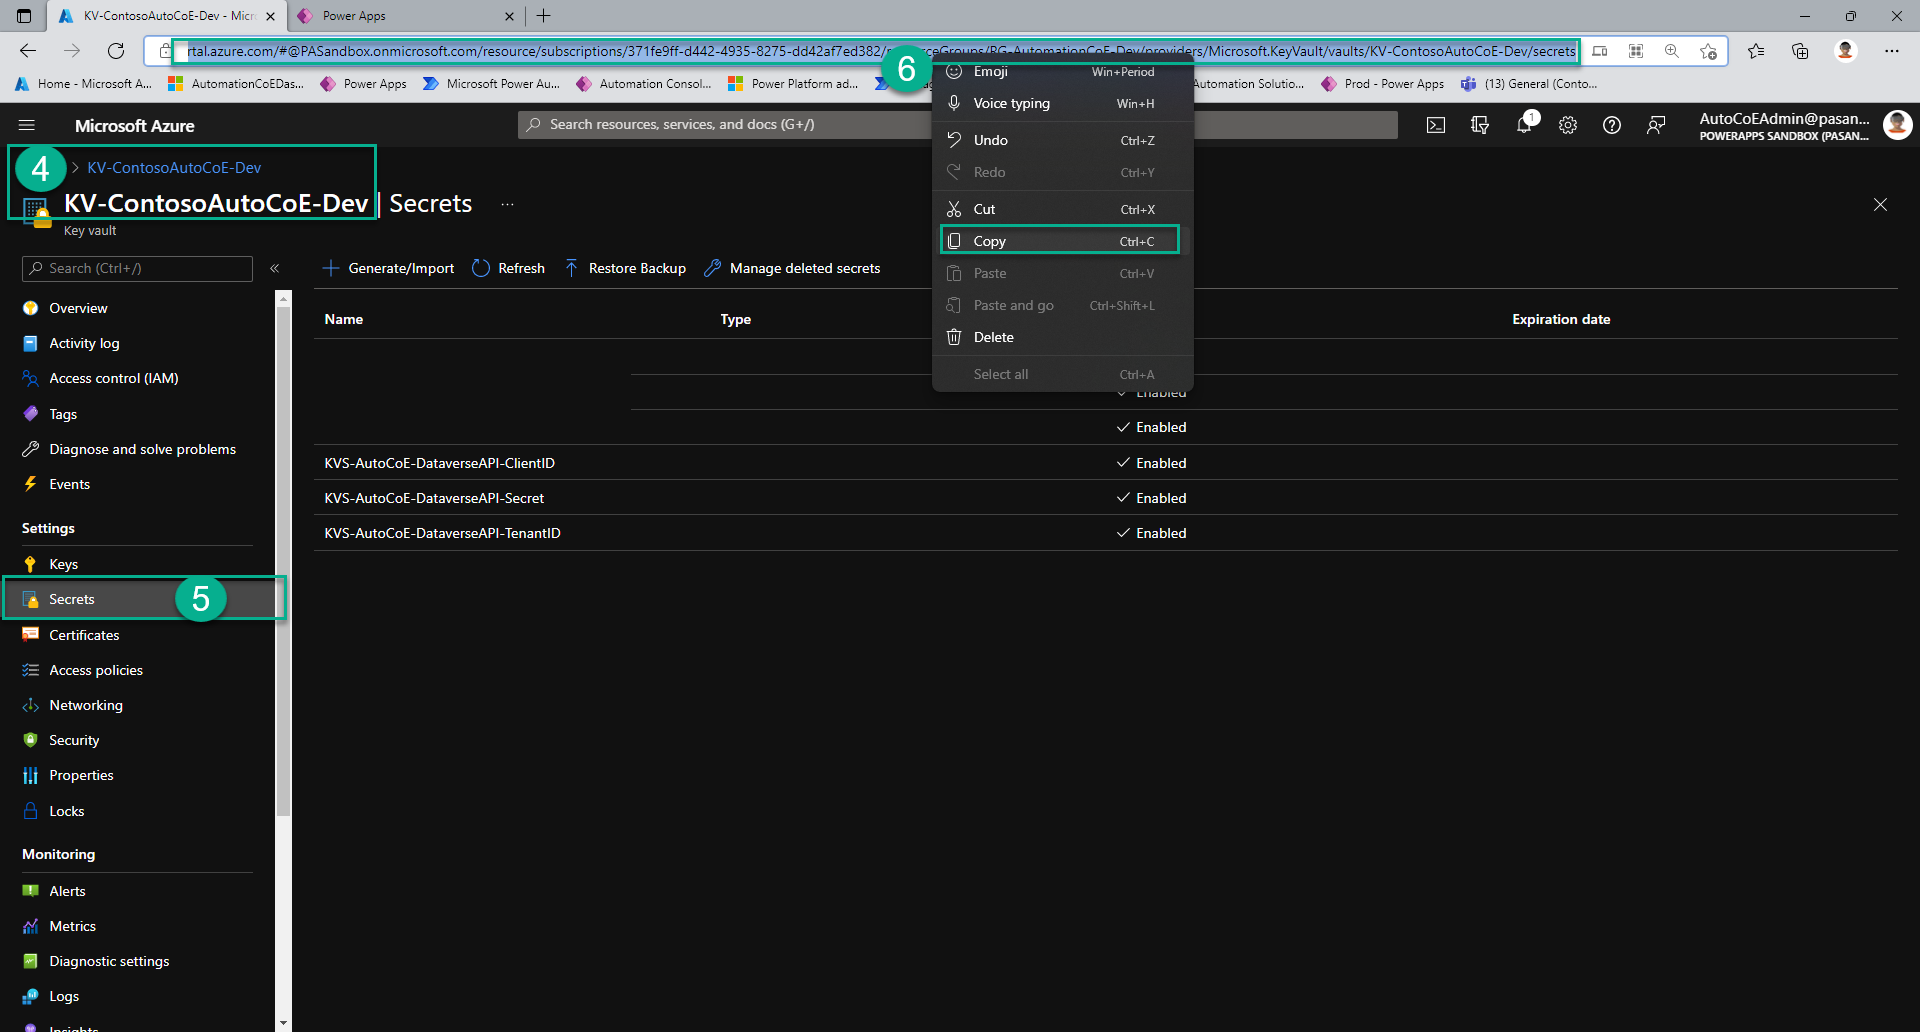 KV-ContosoAutoCoE-Dev - Micr
Power Apps
rtal.azure.com/#@PASandbox.onmicrosoft.com/resource/subscriptions/371fe9ff-d442-4935-8275-dd42af7ed382/ G-AutomationCoE-Dev/providers/Microsoft.KeyVault/vaults/KV-ContosoAutoCoE-Dev/secrets
6
Home - Microsoft A...
AutomationCoEDas...
Power Apps
Microsoft Power Au...
Automation Consol...
Power Platform ad...
Automation Solutio...
Prod - Power Apps
(13) General (Conto...
Microsoft Azure
Search resources, services, and docs (G+/)
1
AutoCoEAdmin@pasan...
POWERAPPS SANDBOX (PASAN...
Emoji Win+Period
Voice typing Win+H
Undo Ctrl+Z
Redo Ctrl+Y
Cut Ctrl+X
Copy Ctrl+C
Paste Ctrl+V
Paste and go Ctrl+Shift+L
Delete
Select all Ctrl+A
4
KV-ContosoAutoCoE-Dev
KV-ContosoAutoCoE-Dev | Secrets ...
Key vault
Search (Ctrl+/)
«
Generate/Import
Refresh
Restore Backup
Manage deleted secrets
Overview
Activity log
Access control (IAM)
Tags
Diagnose and solve problems
Events
Settings
Keys
Secrets
5
Certificates
Access policies
Networking
Security
Properties
Locks
Monitoring
Alerts
Metrics
Diagnostic settings
Logs
Insights
Name Type Expiration date
Enabled
Enabled
KVS-AutoCoE-DataverseAPI-ClientID Enabled
KVS-AutoCoE-DataverseAPI-Secret Enabled
KVS-AutoCoE-DataverseAPI-TenantID Enabled